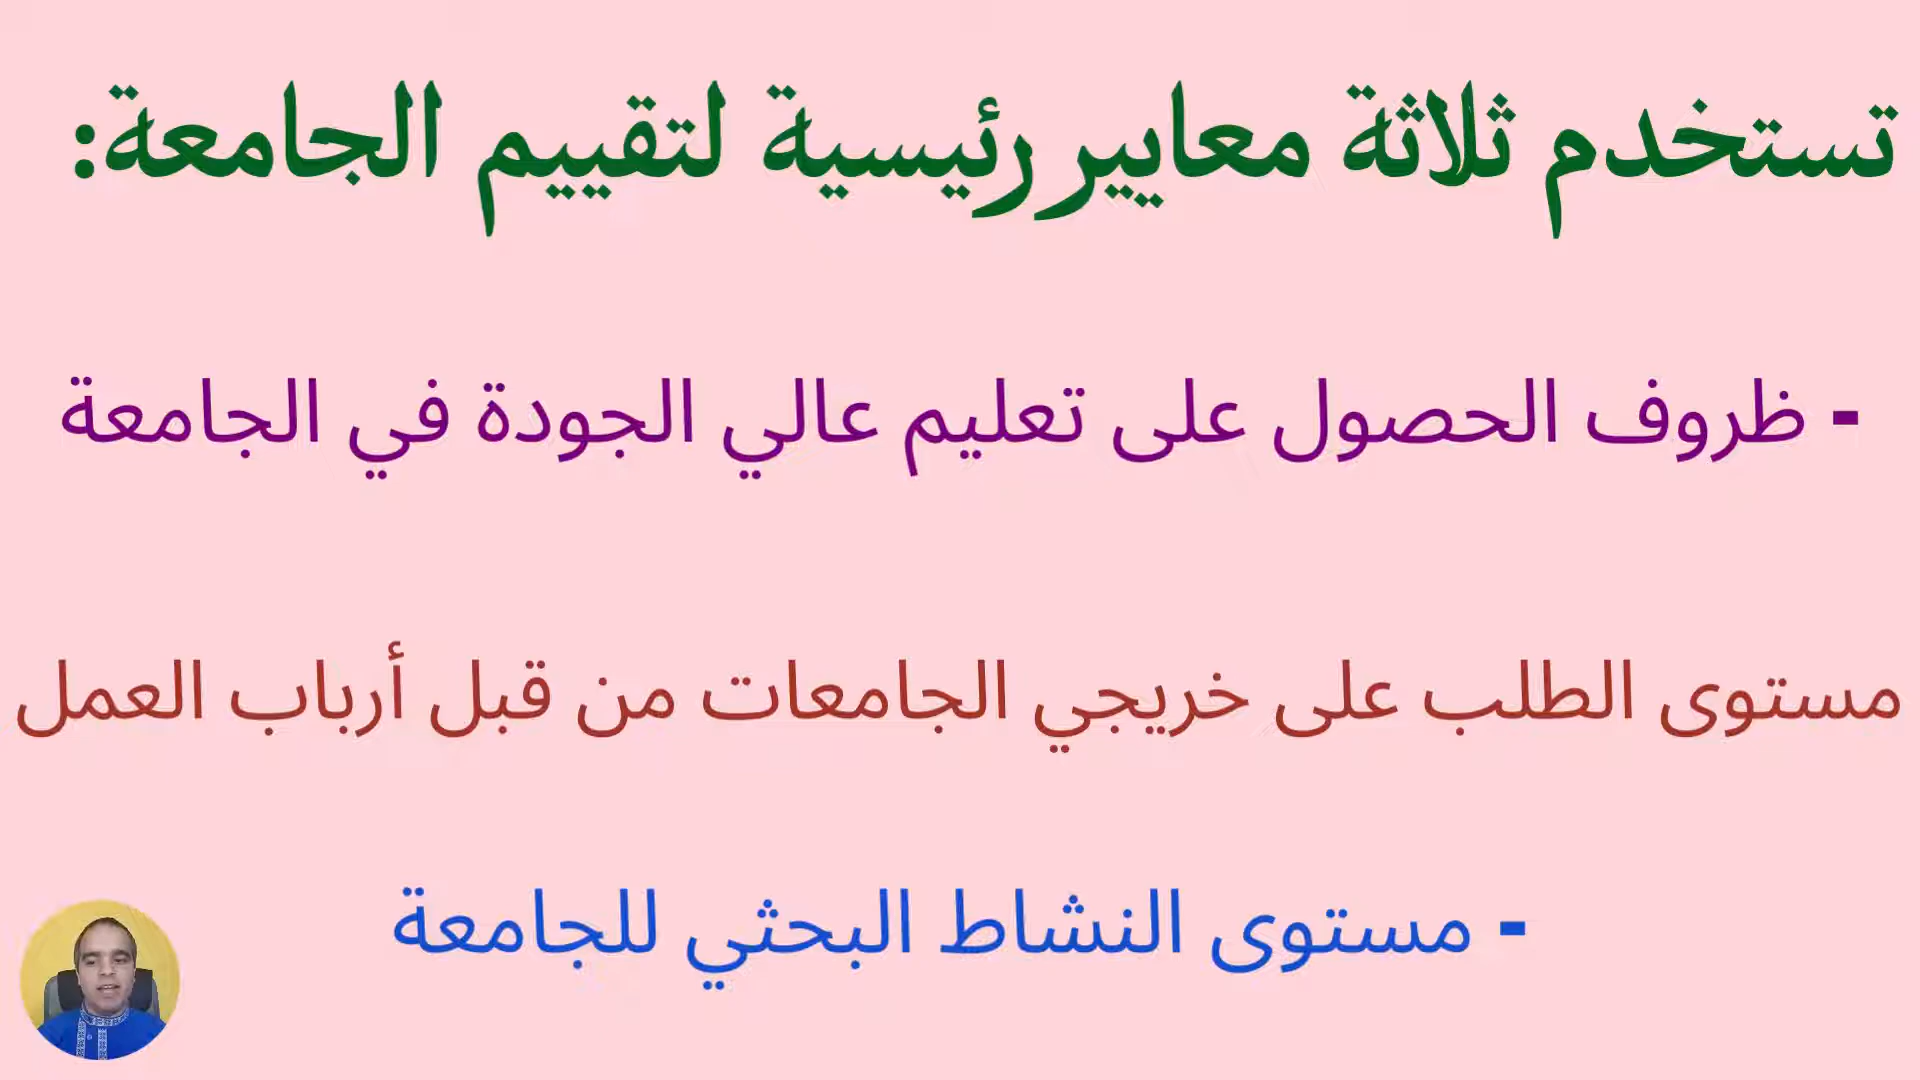 تستخدم ثلاثة معايير رئيسية لتقييم الجامعة:
- ظروف الحصول على تعليم عالي الجودة في الجامعة
مستوى الطلب على خريجي الجامعات من قبل أرباب العمل
- مستوى النشاط البحثي للجامعة